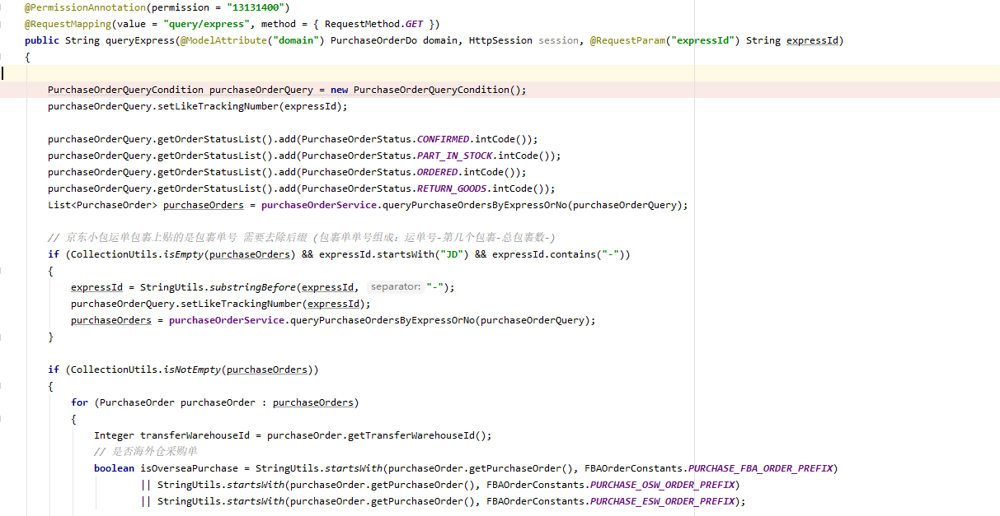 @PermissionAnnotation(permission = "13131400")
@RequestMapping(value = "query/express", method = { RequestMethod.GET })
public String queryExpress(@ModelAttribute("domain") PurchaseOrderDo domain, HttpSession session, @RequestParam("expressId") String expressId)
{
PurchaseOrderQueryCondition purchaseOrderQuery = new PurchaseOrderQueryCondition();
purchaseOrderQuery.setLikeTrackingNumber(expressId);
purchaseOrderQuery.getOrderStatusList().add(PurchaseOrderStatus.CONFIRMED.intCode());
purchaseOrderQuery.getOrderStatusList().add(PurchaseOrderStatus.PART_IN_STOCK.intCode());
purchaseOrderQuery.getOrderStatusList().add(PurchaseOrderStatus.ORDERED.intCode());
purchaseOrderQuery.getOrderStatusList().add(PurchaseOrderStatus.RETURN_GOODS.intCode());
List<PurchaseOrder> purchaseOrders = purchaseOrderService.queryPurchaseOrdersByExpressOrNo(purchaseOrderQuery);
// 京东小包运单包裹上贴的是包裹单号 需要去除后缀 (包裹单单号组成: 运单号-第几个包裹-总包裹数-)
if (CollectionUtils.isEmpty(purchaseOrders) && expressId.startsWith("JD") && expressId.contains("-"))
{
expressId = StringUtils.substringBefore(expressId, separator: "-");
purchaseOrderQuery.setLikeTrackingNumber(expressId);
purchaseOrders = purchaseOrderService.queryPurchaseOrdersByExpressOrNo(purchaseOrderQuery);
}
if (CollectionUtils.isNotEmpty(purchaseOrders))
{
for (PurchaseOrder purchaseOrder : purchaseOrders)
{
Integer transferWarehouseId = purchaseOrder.getTransferWarehouseId();
// 是否海外仓采购单
boolean isOverseaPurchase = StringUtils.startsWith(purchaseOrder.getPurchaseOrder(), FBAOrderConstants.PURCHASE_FBA_ORDER_PREFIX)
|| StringUtils.startsWith(purchaseOrder.getPurchaseOrder(), FBAOrderConstants.PURCHASE_OSW_ORDER_PREFIX)
|| StringUtils.startsWith(purchaseOrder.getPurchaseOrder(), FBAOrderConstants.PURCHASE_ESW_ORDER_PREFIX);